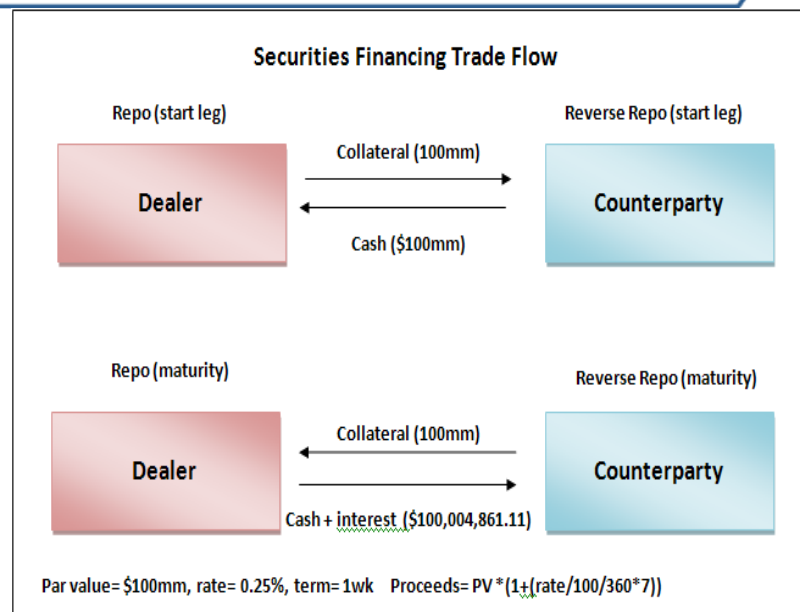 Securities Financing Trade Flow
Repo (start leg)
Reverse Repo (start leg)
Dealer
Collateral (100mm)
Cash ($100mm)
Counterparty
Repo (maturity)
Reverse Repo (maturity)
Dealer
Collateral (100mm)
Cash + interest ($100,004,861.11)
Counterparty
Par value= $100mm, rate= 0.25%, term= 1wk Proceeds= PV *(1+(rate/100/360*7))